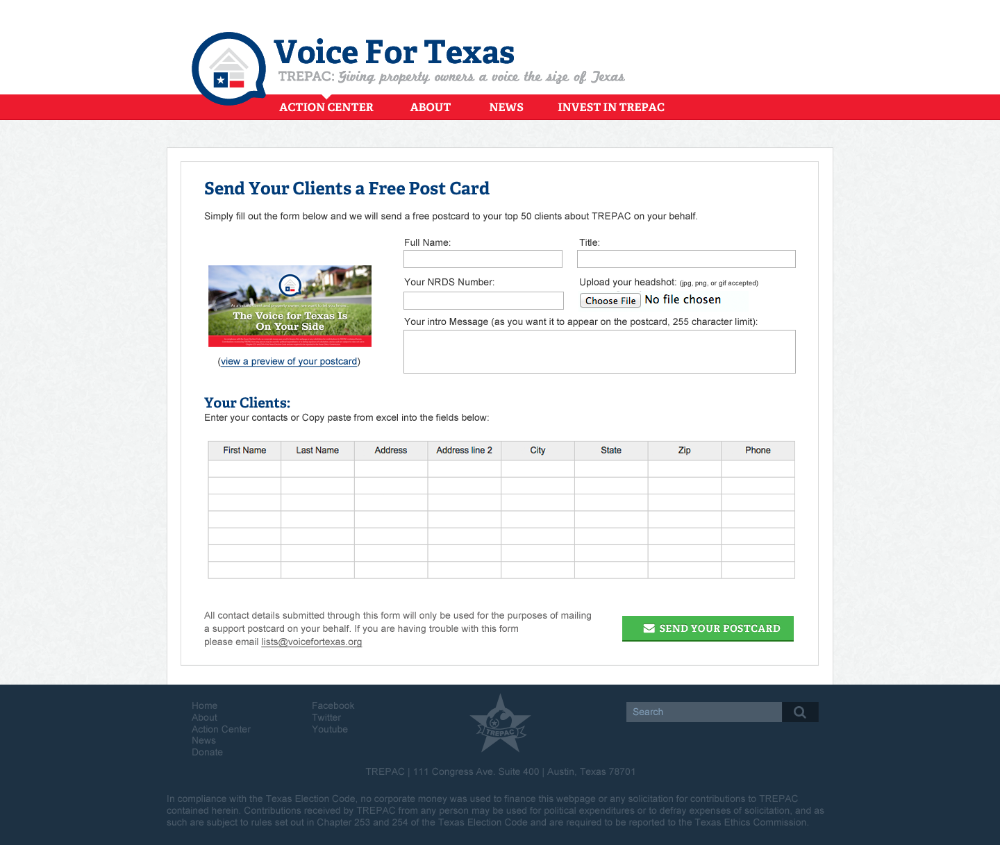 Voice For Texas
TREPAC: Giving property owners a voice the size of Texas
ACTION CENTER
ABOUT
NEWS
INVEST IN TREPAC
Send Your Clients a Free Post Card
Simply fill out the form below and we will send a free postcard to your top 50 clients about TREPAC on your behalf.
Full Name:
Title:
Your NRDS Number:
Upload your headshot: (jpg, png, or gif accepted)
Choose File No file chosen
Your intro Message (as you want it to appear on the postcard, 255 character limit):
As a valued client and property owner, we want to let you know...
The Voice for Texas Is
On Your Side
(view a preview of your postcard)
Your Clients:
Enter your contacts or Copy paste from excel into the fields below:
First Name Last Name Address Address line 2 City State Zip Phone
All contact details submitted through this form will only be used for the purposes of mailing
a support postcard on your behalf. If you are having trouble with this form
please email lists@voicefortexas.org
SEND YOUR POSTCARD
Home
About
Action Center
News
Donate
Facebook
Twitter
Youtube
TREPAC
Search
TREPAC | 111 Congress Ave. Suite 400 | Austin, Texas 78701
In compliance with the Texas Election Code, no corporate money was used to finance this webpage or any solicitation for contributions to TREPAC
contained herein. Contributions received by TREPAC from any person may be used for political expenditures or to defray expenses of solicitation, and as
such are subject to rules set out in Chapter 253 and 254 of the Texas Election Code and are required to be reported to the Texas Ethics Commission.